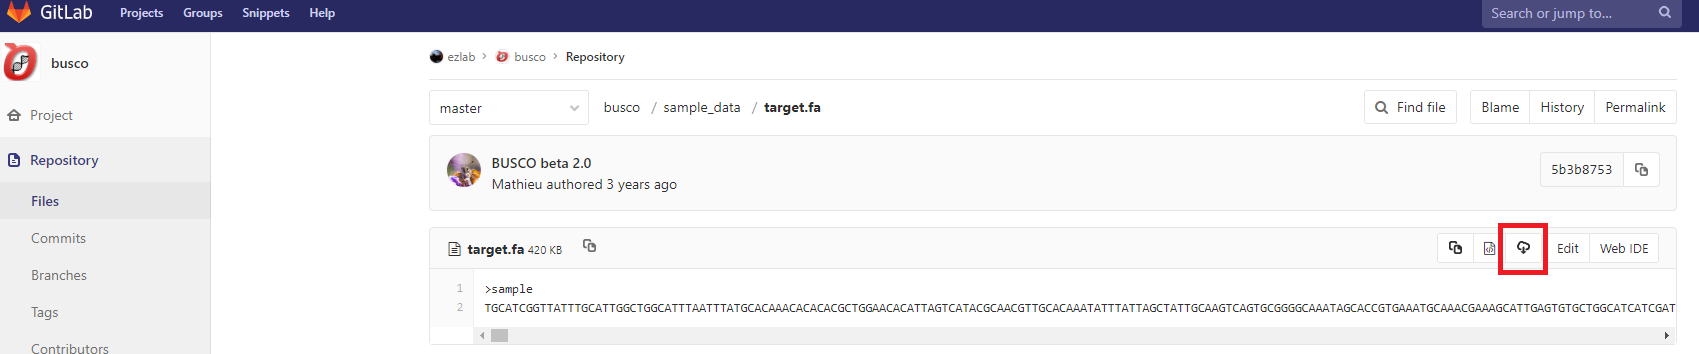 GitLab Projects Groups Snippets Help Search or jump to...
busco
Project
Repository
Files
Commits
Branches
Tags
Contributors
ezlab > busco > Repository
master busco / sample_data / target.fa Find file Blame History Permalink
BUSCO beta 2.0
Mathieu authored 3 years ago
5b3b8753
target.fa 420 KB Edit Web IDE
1 >sample
2 TGCATCGGTTATTTGCATTGGCTGGCATTTAATTTATGCACAAACACACACGCTGGAACACATTAGTCATACGCAACGTTGCACAAATATTTATTAGCTATTGCAAGTCAGTGCGGGGCAAATAGCACCGTGAAATGCAAACGAAAGCATTGAGTGTGCTGGCATCATCGAT